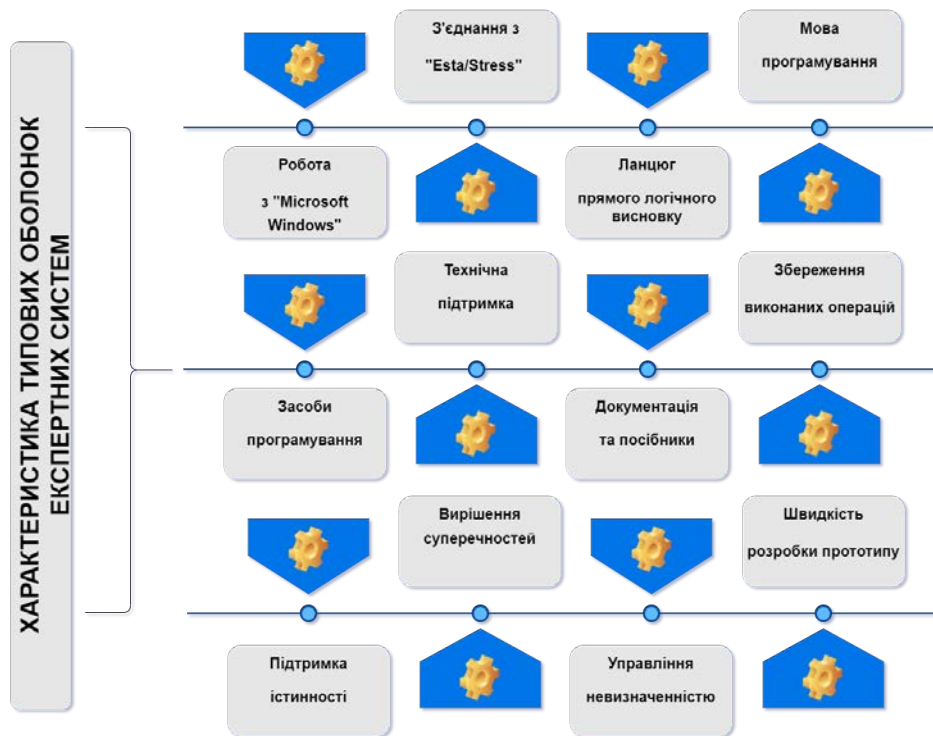 ХАРАКТЕРИСТИКА ТИПОВИХ ОБОЛОНОК
ЕКСПЕРТНИХ СИСТЕМ
Робота
з "Microsoft
Windows"
З'єднання з
"Esta/Stress"
Ланцюг
прямого логічного
висновку
Мова
програмування
Засоби
програмування
Технічна
підтримка
Документація
та посібники
Збереження
виконаних операцій
Підтримка
істинності
Вирішення
суперечностей
Управління
невизначенністю
Швидкість
розробки прототипу